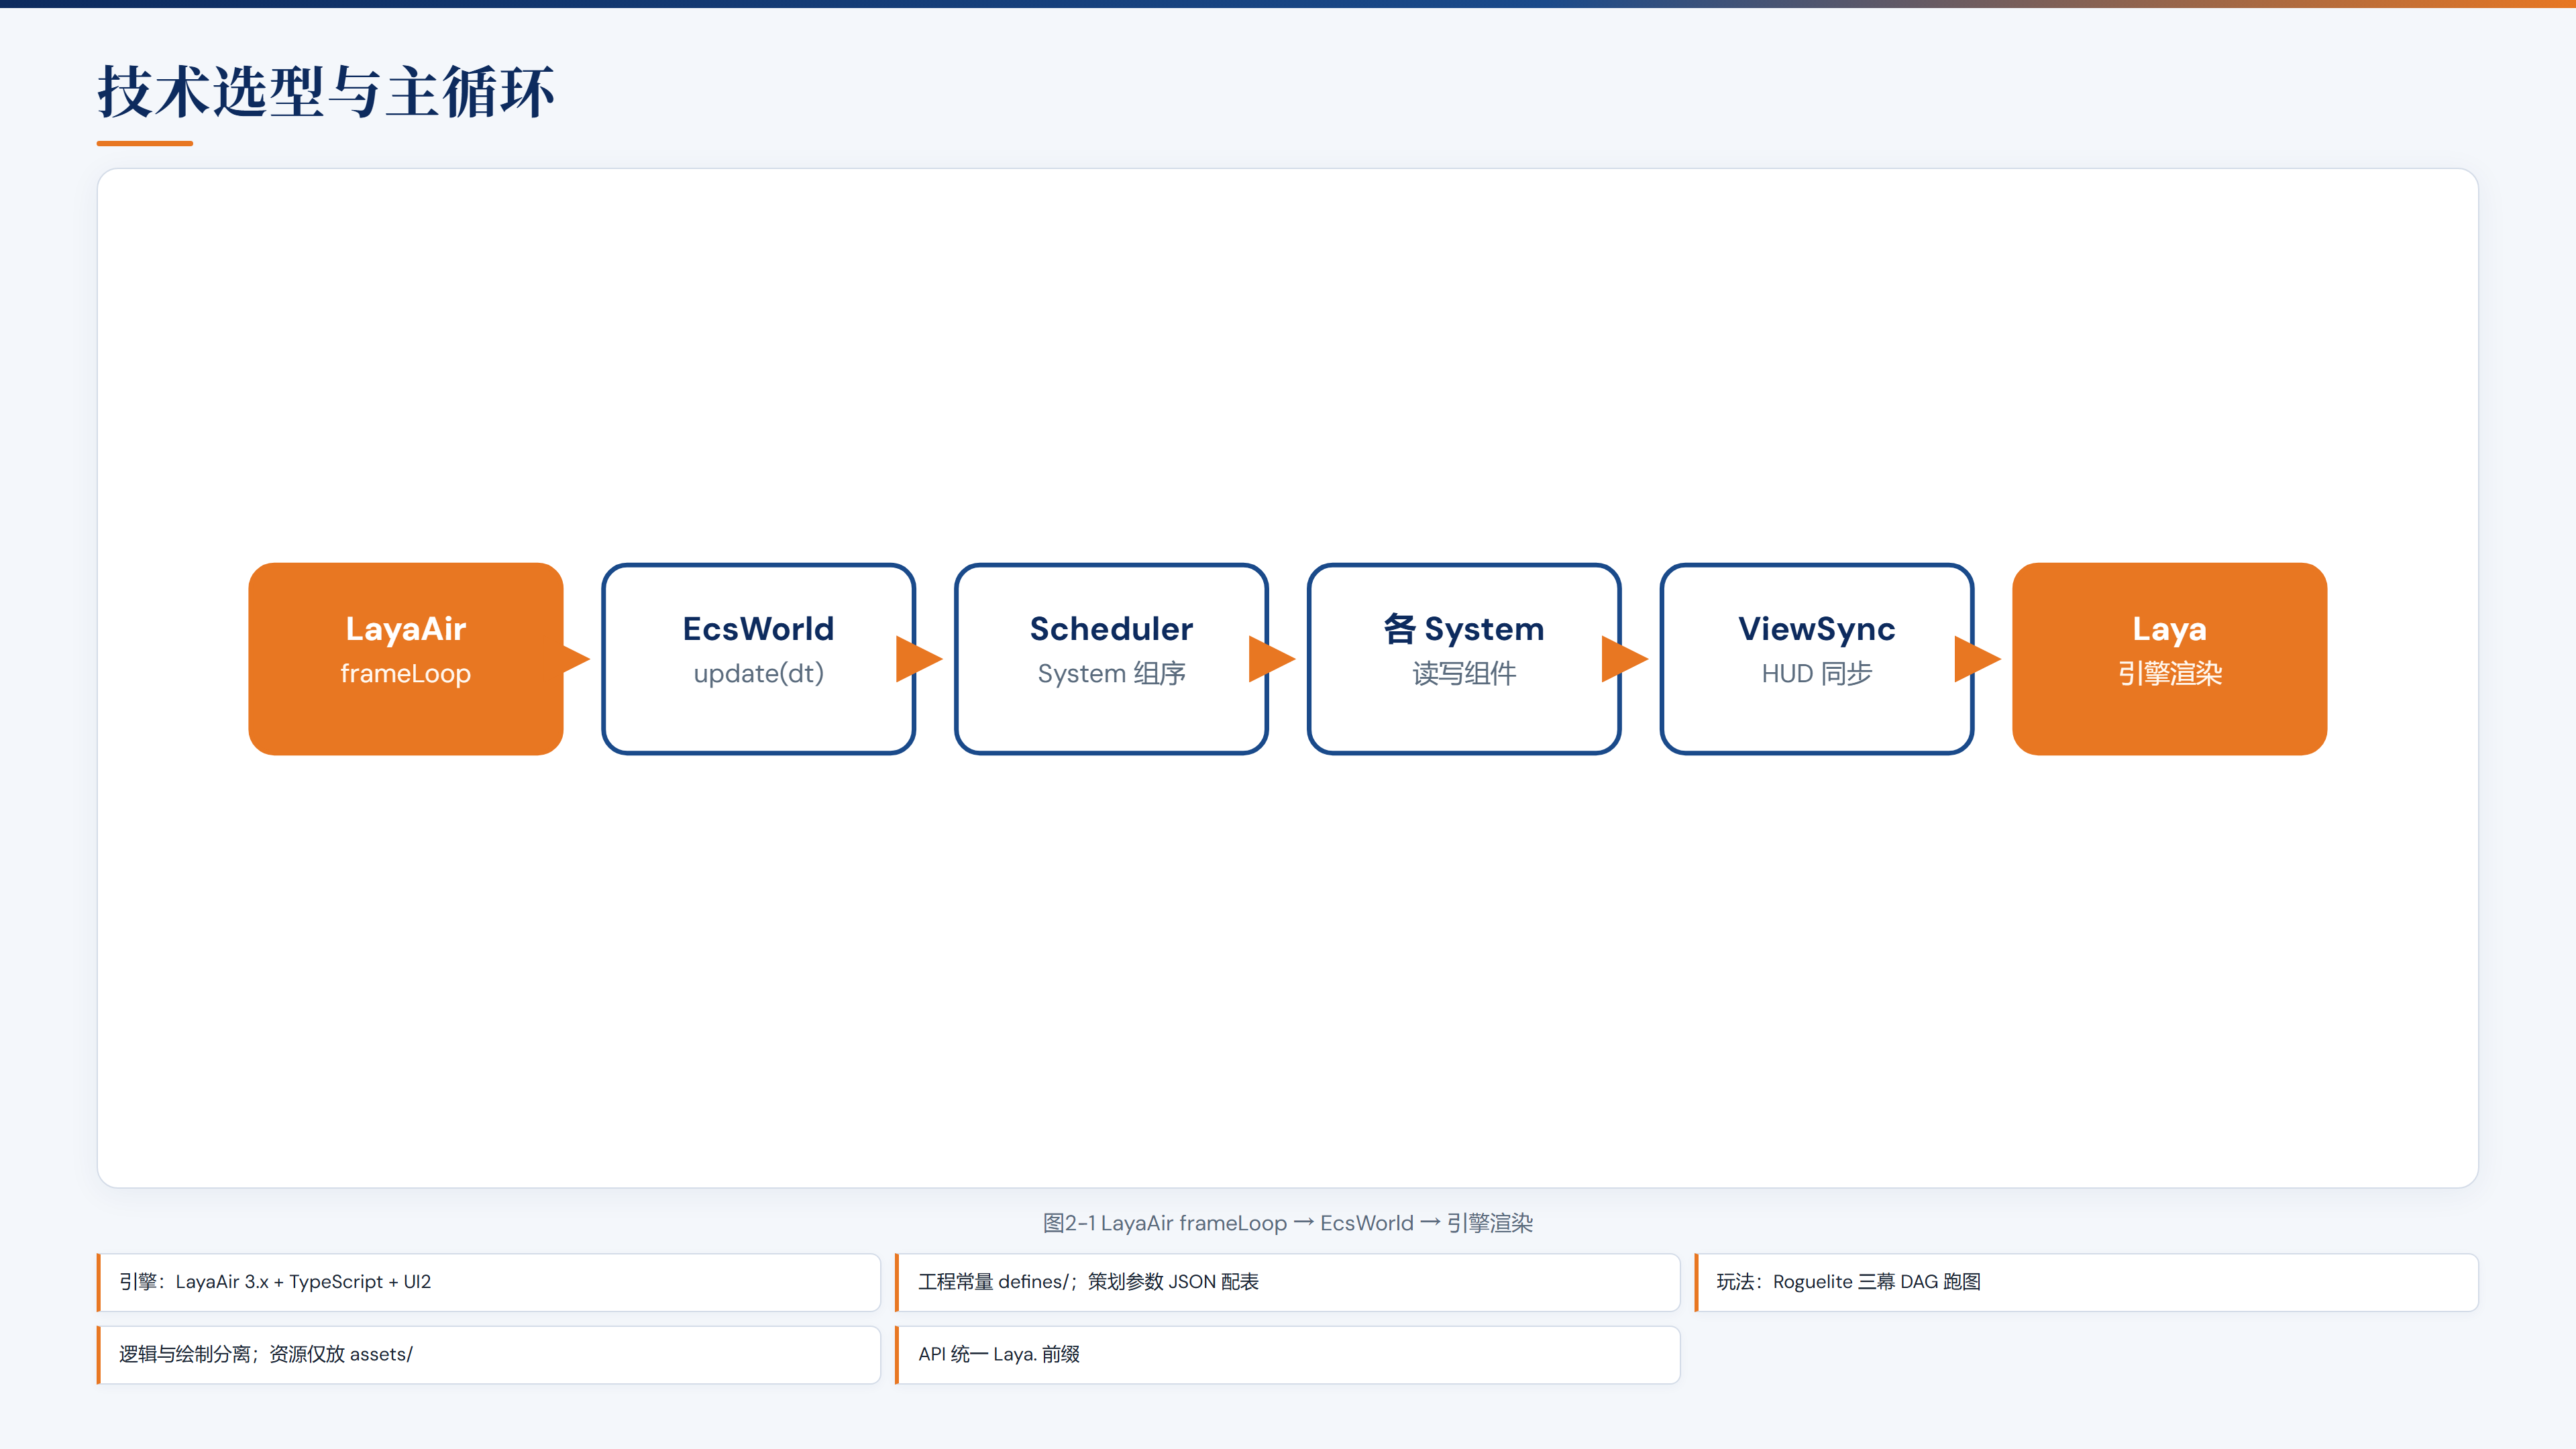 技术选型与主循环
LayaAir
frameLoop
EcsWorld
update(dt)
Scheduler
System 组序
各 System
读写组件
ViewSync
HUD 同步
Laya
引擎渲染
图2-1 LayaAir frameLoop → EcsWorld → 引擎渲染
引擎：LayaAir 3.x + TypeScript + UI2
工程常量 defines/；策划参数 JSON 配表
玩法：Roguelite 三幕 DAG 跑图
逻辑与绘制分离；资源仅放 assets/
API 统一 Laya. 前缀